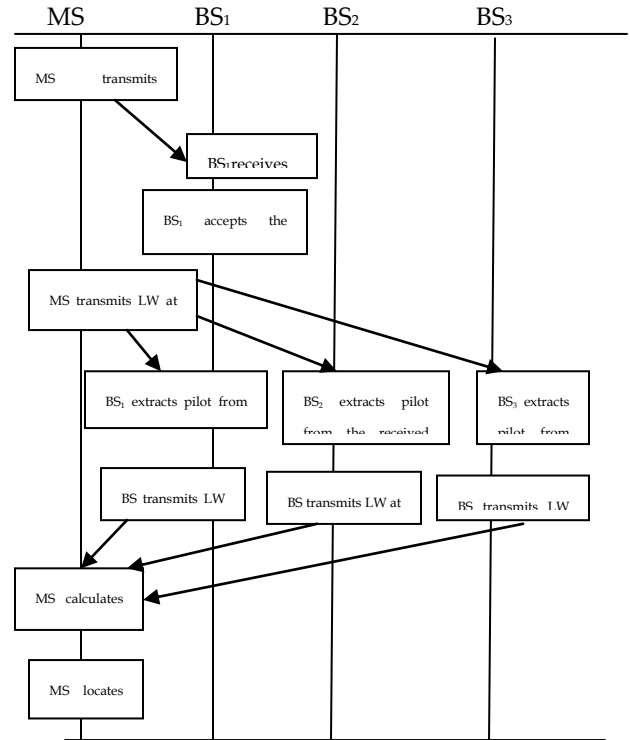 MS BS₁ BS₂ BS₃
MS transmits
BS₁ receives
BS₁ accepts the
MS transmits LW at
BS₁ extracts pilot from
BS₂ extracts pilot
from the received
BS₃ extracts
pilot from
BS transmits LW
BS transmits LW at
BS transmits LW
MS calculates
MS locates